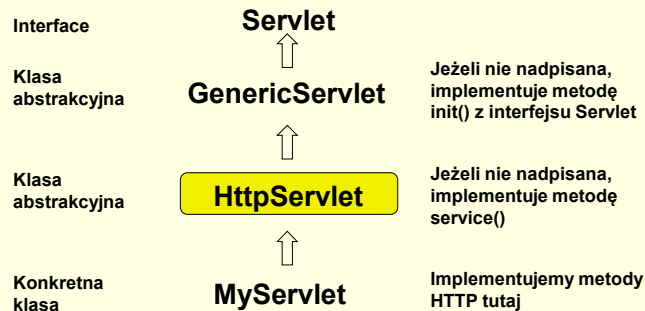 Interface
Servlet
Klasa
abstrakcyjna
GenericServlet
Jeżeli nie nadpisana,
implementuje metodę
init() z interfejsu Servlet
Klasa
abstrakcyjna
HttpServlet
Jeżeli nie nadpisana,
implementuje metodę
service()
Konkretna
klasa
MyServlet
Implementujemy metody
HTTP tutaj